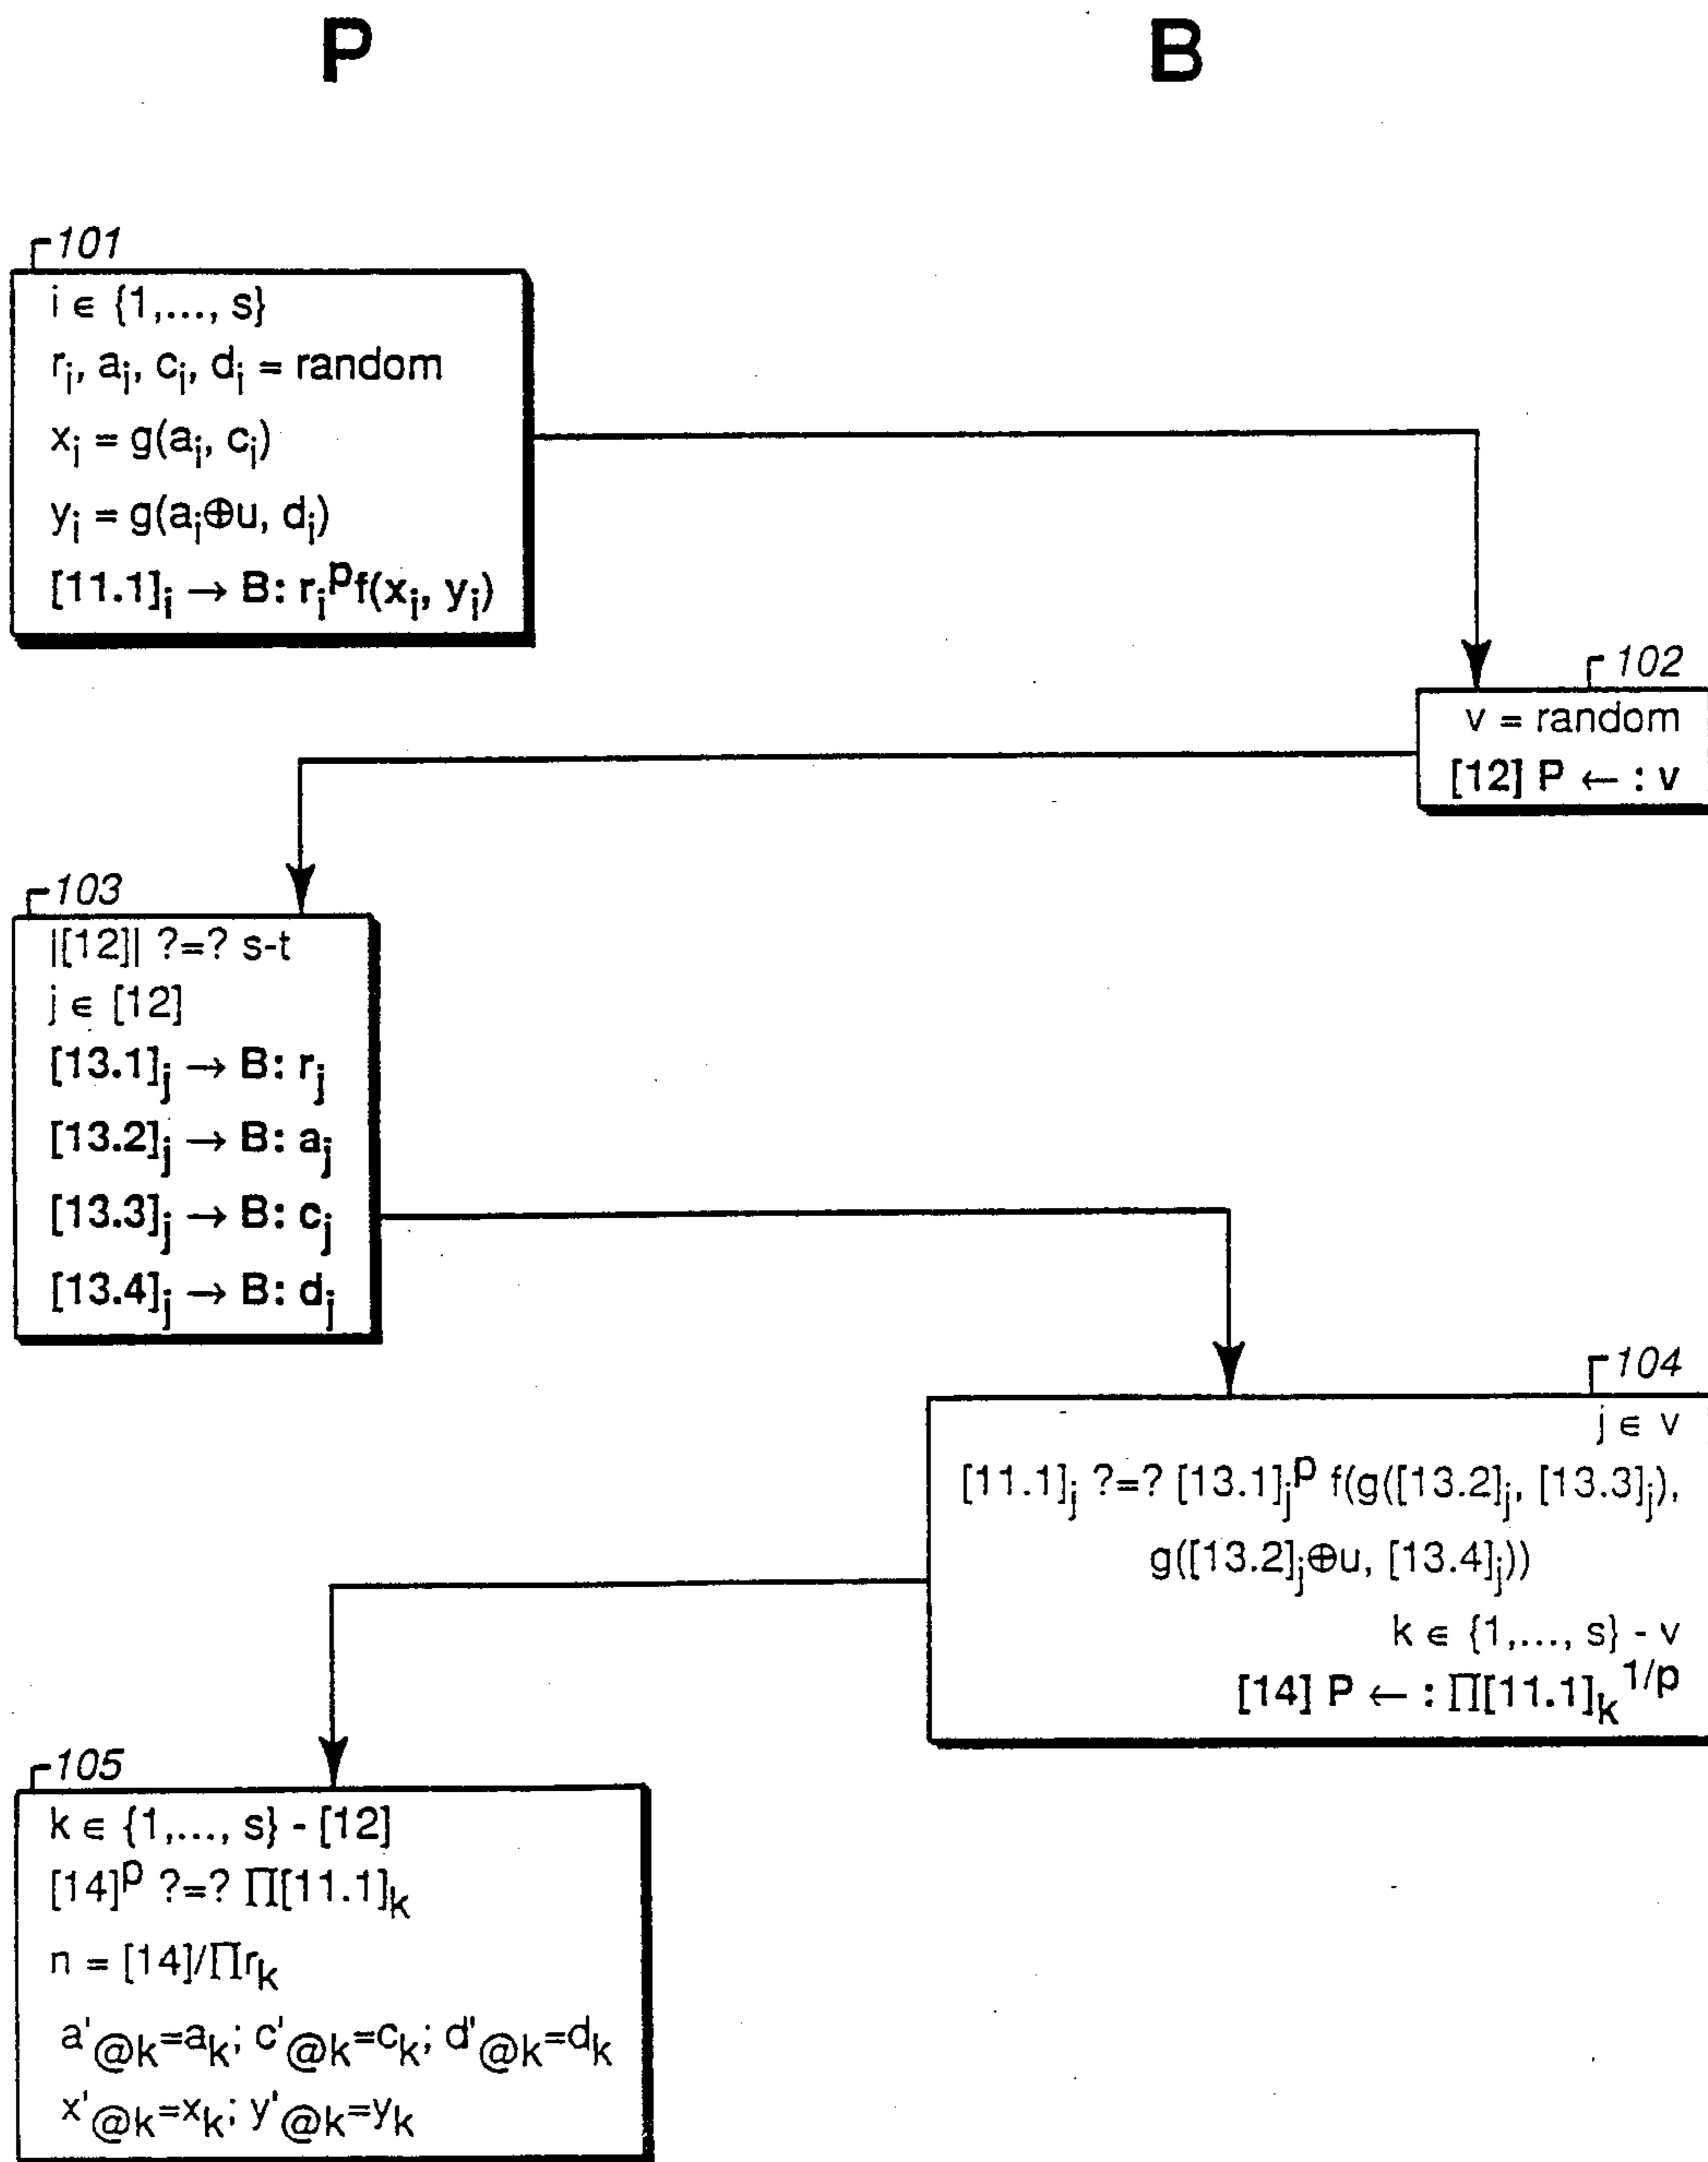 P B
101
i ∈ {1,..., s}
r_i, a_i, c_i, d_i = random
x_i = g(a_i, c_i)
y_i = g(a_i⊕u, d_i)
[11.1]_i → B: r_i^p f(x_i, y_i)
102
v = random
[12] P ← : v
103
|[12]| ?=? s-t
j ∈ [12]
[13.1]_j → B: r_j
[13.2]_j → B: a_j
[13.3]_j → B: c_j
[13.4]_j → B: d_j
104
j ∈ v
[11.1]_j ?=? [13.1]_j^p f(g([13.2]_j, [13.3]_j),
g([13.2]_j⊕u, [13.4]_j))
k ∈ {1,..., s} - v
[14] P ← : ∏[11.1]_k^1/p
105
k ∈ {1,..., s} - [12]
[14]^p ?=? ∏[11.1]_k
n = [14]/∏r_k
a'_@k=a_k; c'_@k=c_k; d'_@k=d_k
x'_@k=x_k; y'_@k=y_k